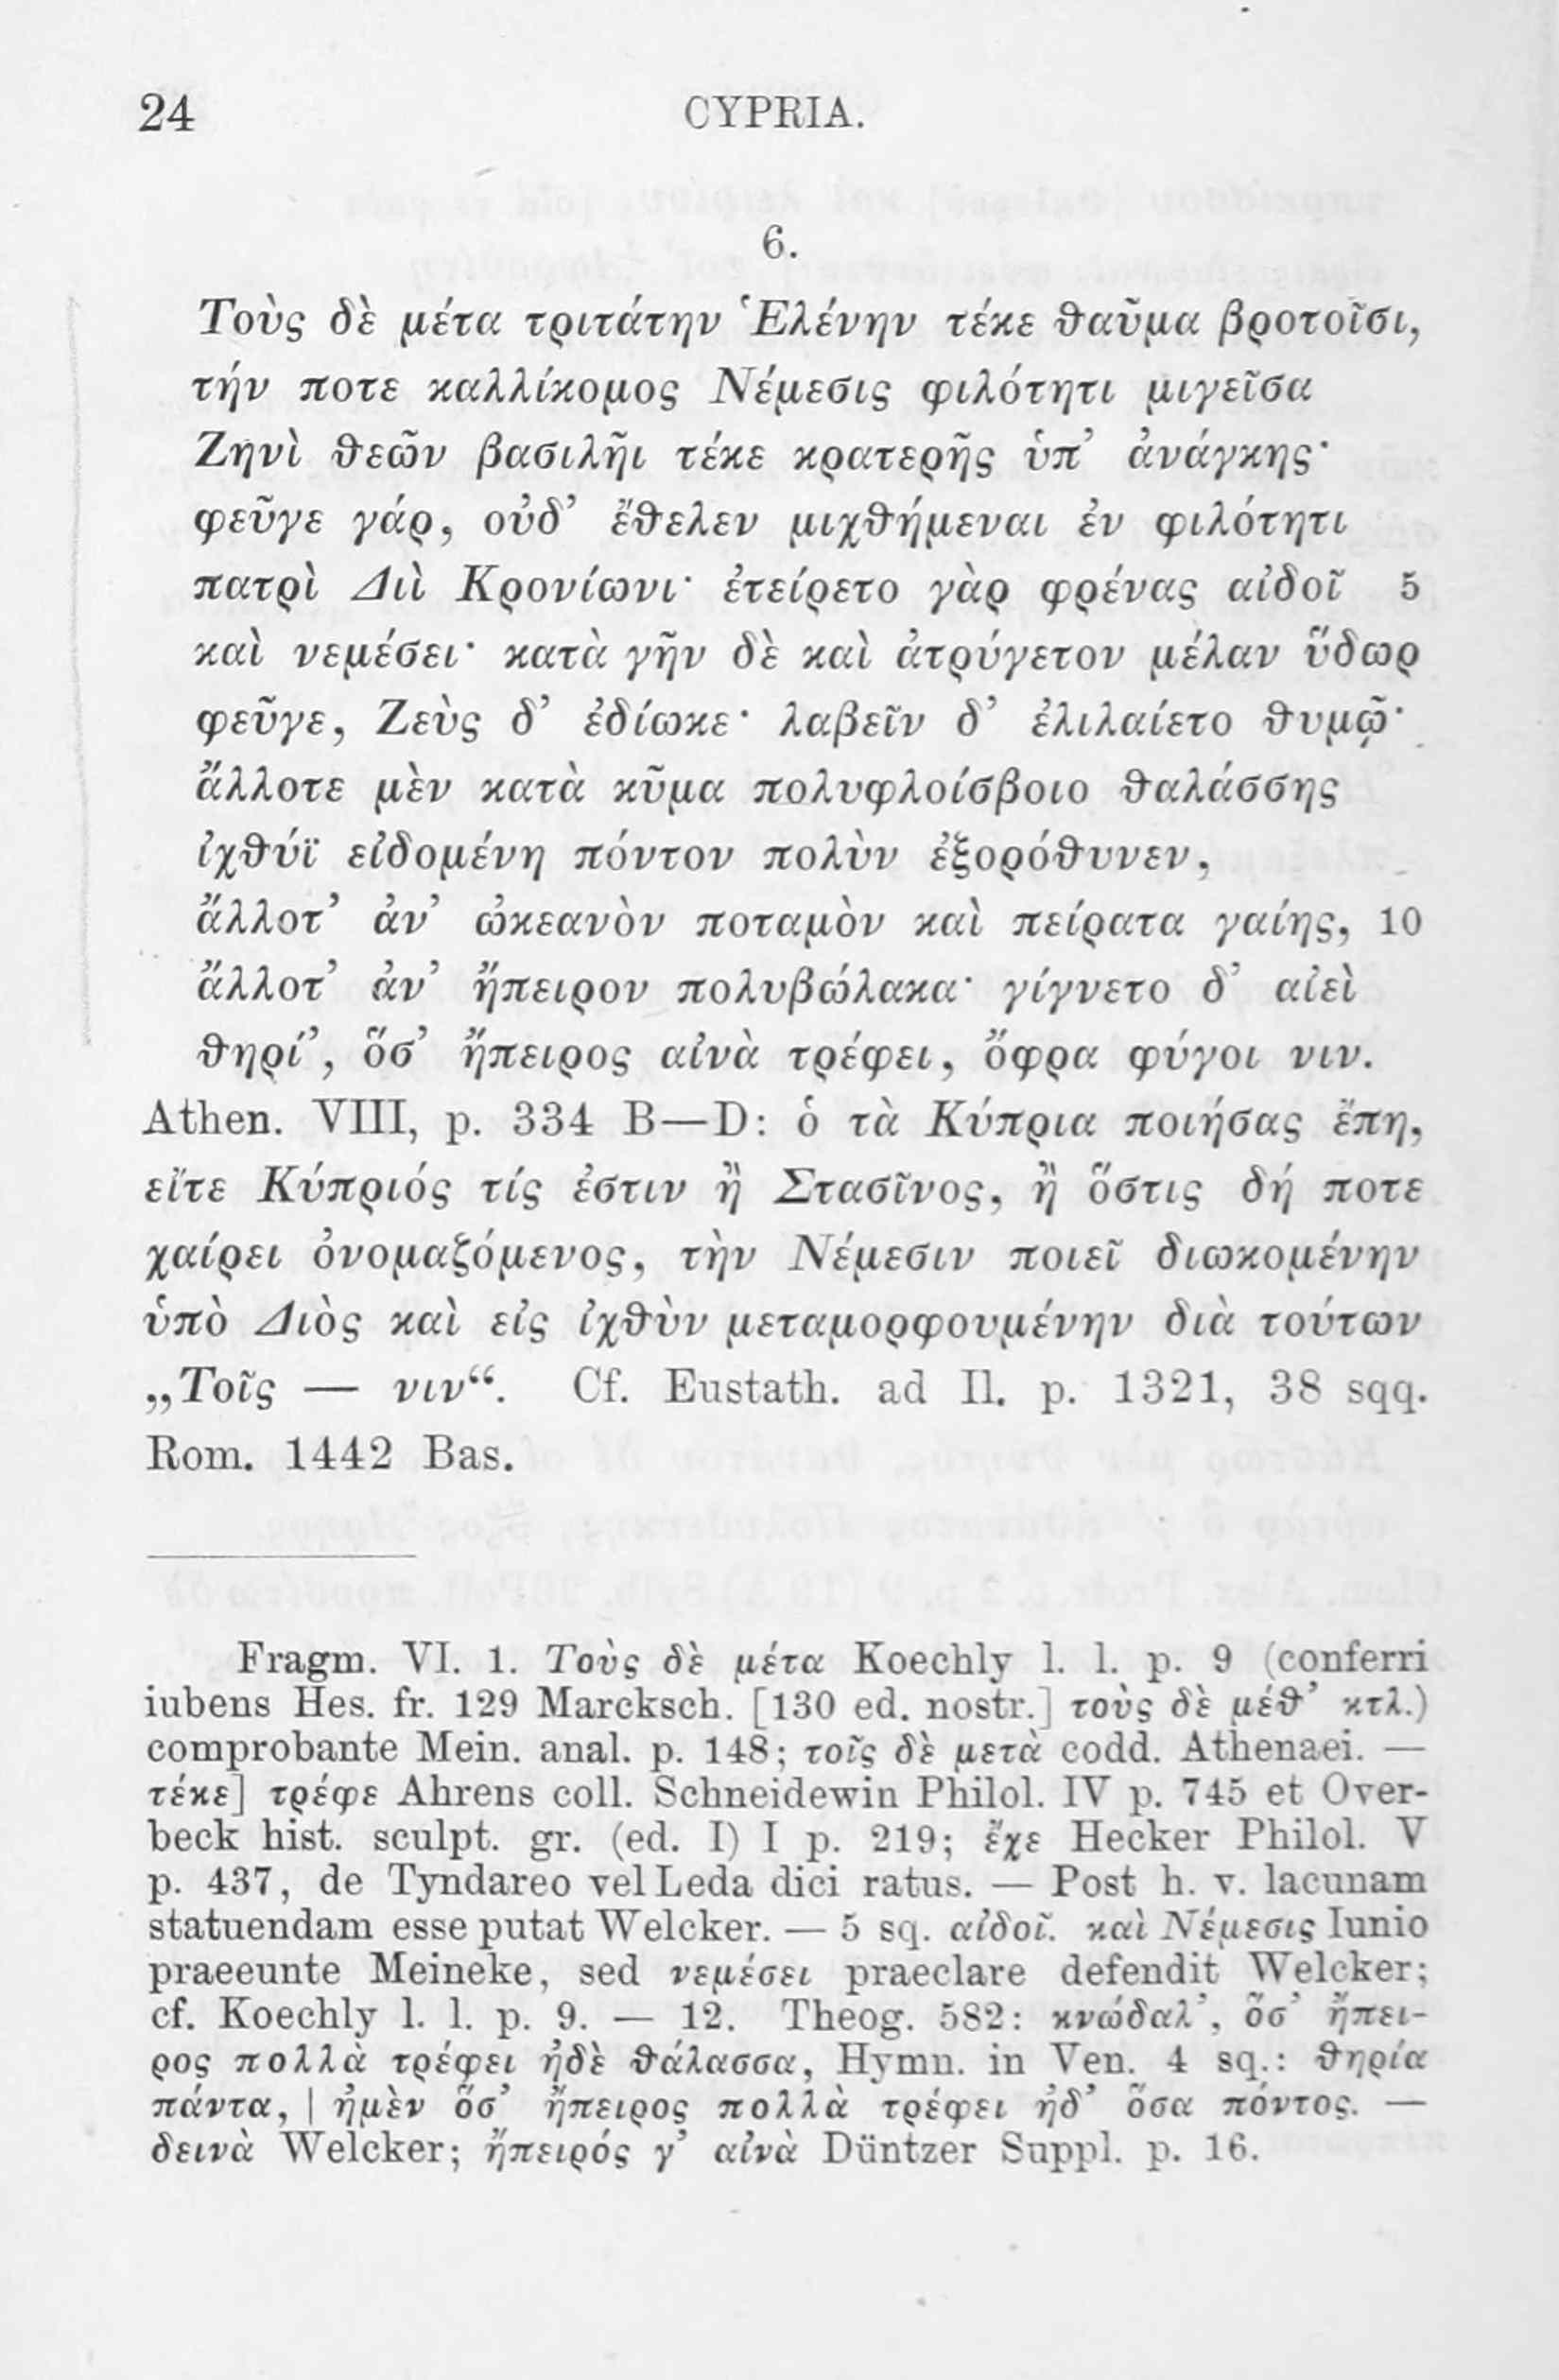 24 CYPRIA.
6.
Τοὺς δὲ μέτα τριτάτην Ἑλένην τέκε ϑαῦμα βροτοῖσι,
τήν ποτε καλλίκομος Νέμεσις φιλότητι μιγεῖσα
Ζηνὶ ϑεῶν βασιλῆι τέκε κρατερῆς ὑπ’ ἀνάγκης·
φεῦγε γάρ, οὐδ’ ἔϑελεν μιχϑήμεναι ἐν φιλότητι
πατρὶ Διὶ Κρονίωνι· ἐτείρετο γὰρ φρένας αἰδοῖ 5
καὶ νεμέσει· κατὰ γῆν δὲ καὶ ἀτρύγετον μέλαν ὕδωρ
φεῦγε, Ζεὺς δ’ ἐδίωκε· λαβεῖν δ’ ἐλιλαίετο ϑυμῷ·
ἄλλοτε μὲν κατὰ κῦμα πολυφλοίσβοιο ϑαλάσσης
ἰχϑύϊ εἰδομένη πόντον πολὺν ἐξορόϑυνεν,
ἄλλοτ’ ἀν’ ὠκεανὸν ποταμὸν καὶ πείρατα γαίης, 10
ἄλλοτ’ ἀν’ ἤπειρον πολυβώλακα· γίγνετο δ’ αἰεὶ
ϑηρί’, ὅσ’ ἤπειρος αἰνὰ τρέφει, ὄφρα φύγοι νιν.
Athen. VIII, p. 334 B—D: ὁ τὰ Κύπρια ποιήσας ἔπη,
εἴτε Κύπριός τίς ἐστιν ἢ Στασῖνος, ἢ ὅστις δή ποτε
χαίρει ὀνομαζόμενος, τὴν Νέμεσιν ποιεῖ διωκομένην
ὑπὸ Διὸς καὶ εἰς ἰχϑὺν μεταμορφουμένην διὰ τούτων
„Τοῖς — νιν“. Cf. Eustath. ad Il. p. 1321, 38 sqq.
Rom. 1442 Bas.
Fragm. VI. 1. Τοὺς δὲ μέτα Koechly l. l. p. 9 (conferri
iubens Hes. fr. 129 Marcksch. [130 ed. nostr.] τοὺς δὲ μέϑ’ κτλ.)
comprobante Mein. anal. p. 148; τοῖς δὲ μετὰ codd. Athenaei. —
τέκε] τρέφε Ahrens coll. Schneidewin Philol. IV p. 745 et Over-
beck hist. sculpt. gr. (ed. I) I p. 219; ἔχε Hecker Philol. V
p. 437, de Tyndareo vel Leda dici ratus. — Post h. v. lacunam
statuendam esse putat Welcker. — 5 sq. αἰδοῖ. καὶ Νέμεσις Iunio
praeeunte Meineke, sed νεμέσει praeclare defendit Welcker;
cf. Koechly l. l. p. 9. — 12. Theog. 582: κνώδαλ’, ὅσ’ ἤπει-
ρος πολλὰ τρέφει ἠδὲ ϑάλασσα, Hymn. in Ven. 4 sq.: ϑηρία
πάντα, | ἠμὲν ὅσ’ ἤπειρος πολλὰ τρέφει ἠδ’ ὅσα πόντος. —
δεινὰ Welcker; ἤπειρός γ’ αἰνὰ Düntzer Suppl. p. 16.